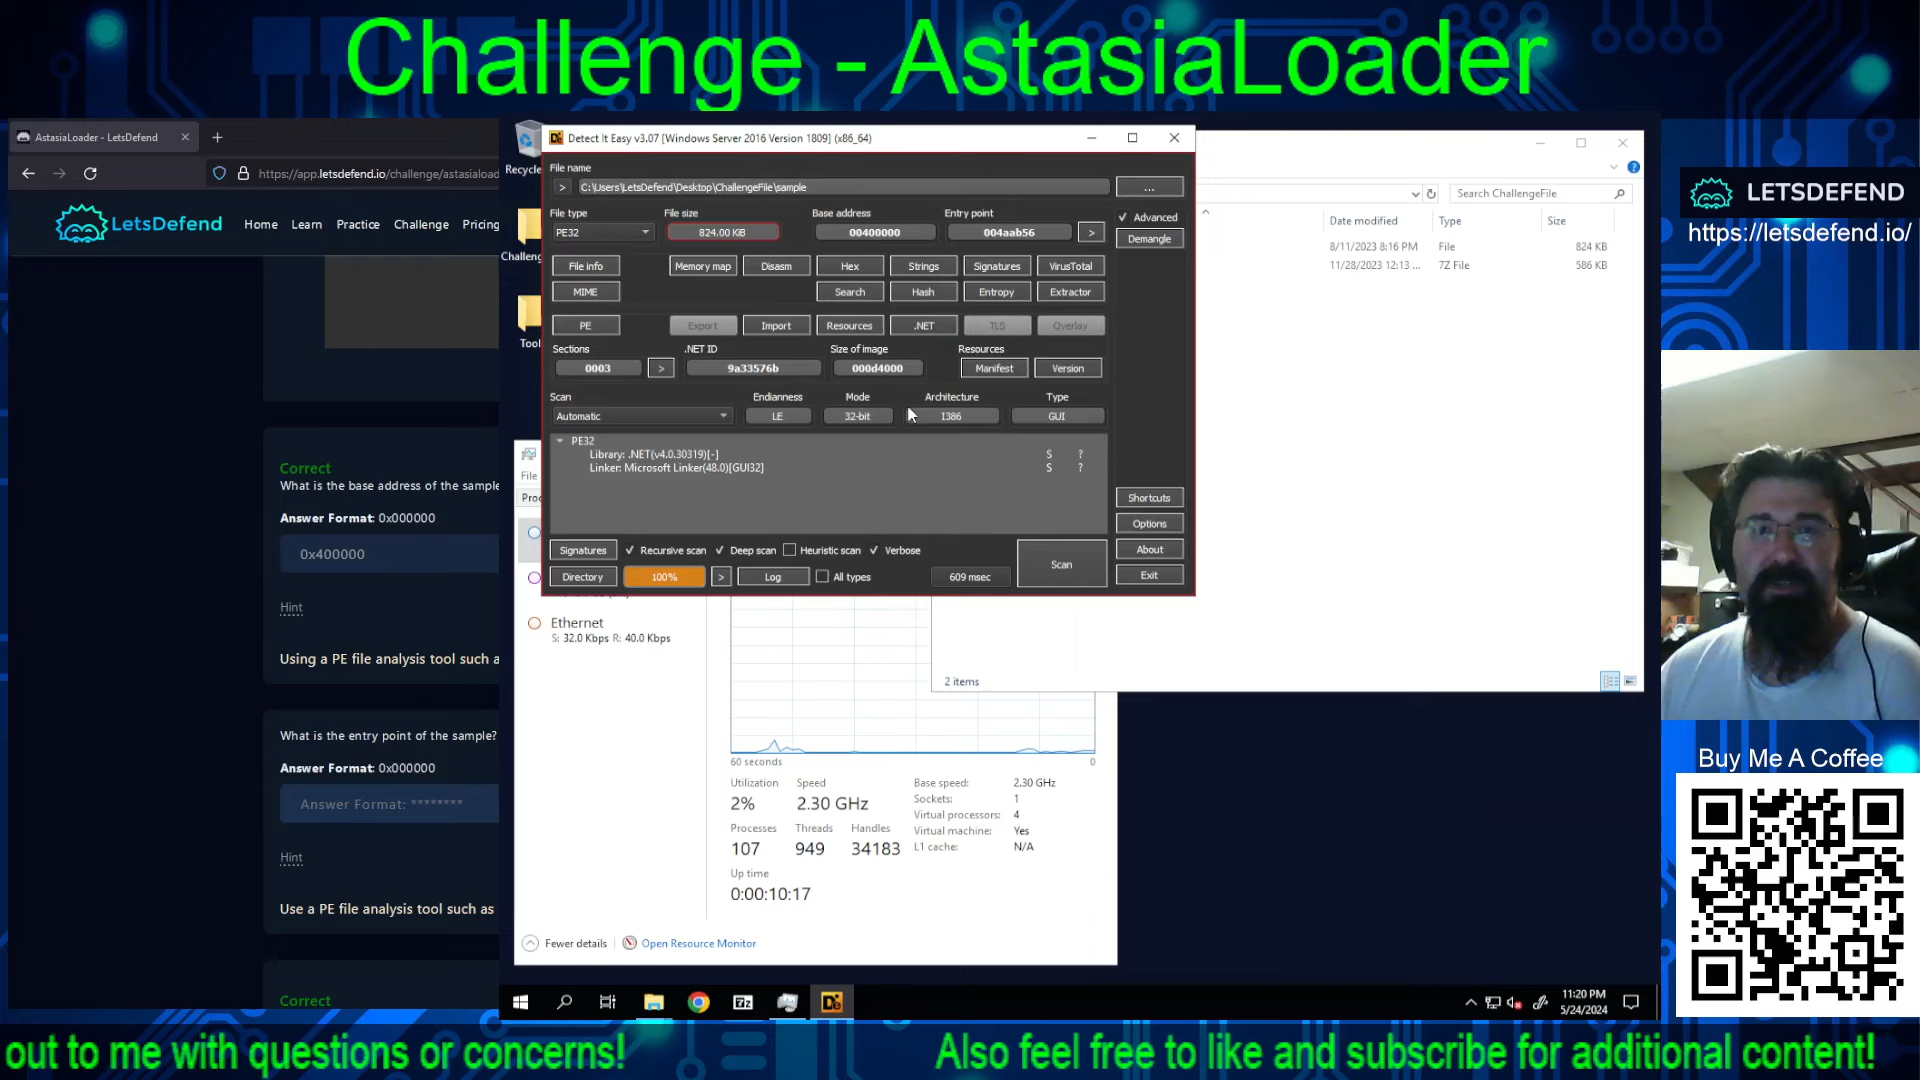 Challenge - AstasiaLoader
AstasiaLoader - LetsDefend
https://app.letsdefend.io/challenge/astasiaload
LetsDefend
Home
Learn
Practice
Challenge
Pricing
Correct
What is the base address of the sample
Answer Format: 0x000000
0x400000
Hint
Using a PE file analysis tool such as
What is the entry point of the sample?
Answer Format: 0x000000
Answer Format: ********
Hint
Use a PE file analysis tool such as
Correct
Recycle
Challeng
Tool
Detect It Easy v3.07 [Windows Server 2016 Version 1809] (x86_64)
File name
> C:\Users\LetsDefend\Desktop\ChallengeFile\sample ...
File type File size Base address Entry point Advanced
PE32 824.00 KiB 00400000 004aab56 > Demangle
File info Memory map Disasm Hex Strings Signatures VirusTotal
MIME Search Hash Entropy Extractor
PE Export Import Resources .NET TLS Overlay
Sections .NET ID Size of image Resources
0003 > 9a33576b 000d4000 Manifest Version
Scan Endianness Mode Architecture Type
Automatic LE 32-bit I386 GUI
PE32
Library: .NET(v4.0.30319)[-] S ?
Linker: Microsoft Linker(48.0)[GUI32] S ?
Shortcuts
Options
Signatures Recursive scan Deep scan Heuristic scan Verbose Scan About
Directory 100% > Log All types 609 msec Exit
Search ChallengeFile
Date modified Type Size
8/11/2023 8:16 PM File 824 KB
11/28/2023 12:13 ... 7Z File 586 KB
2 items
File
Proc
Ethernet
S: 32.0 Kbps R: 40.0 Kbps
60 seconds 0
Utilization Speed Base speed: 2.30 GHz
2% 2.30 GHz Sockets: 1
Processes Threads Handles Virtual processors: 4
107 949 34183 Virtual machine: Yes
L1 cache: N/A
Up time
0:00:10:17
Fewer details
Open Resource Monitor
11:20 PM
5/24/2024
LETSDEFEND
https://letsdefend.io/
Buy Me A Coffee
out to me with questions or concerns!
Also feel free to like and subscribe for additional content!